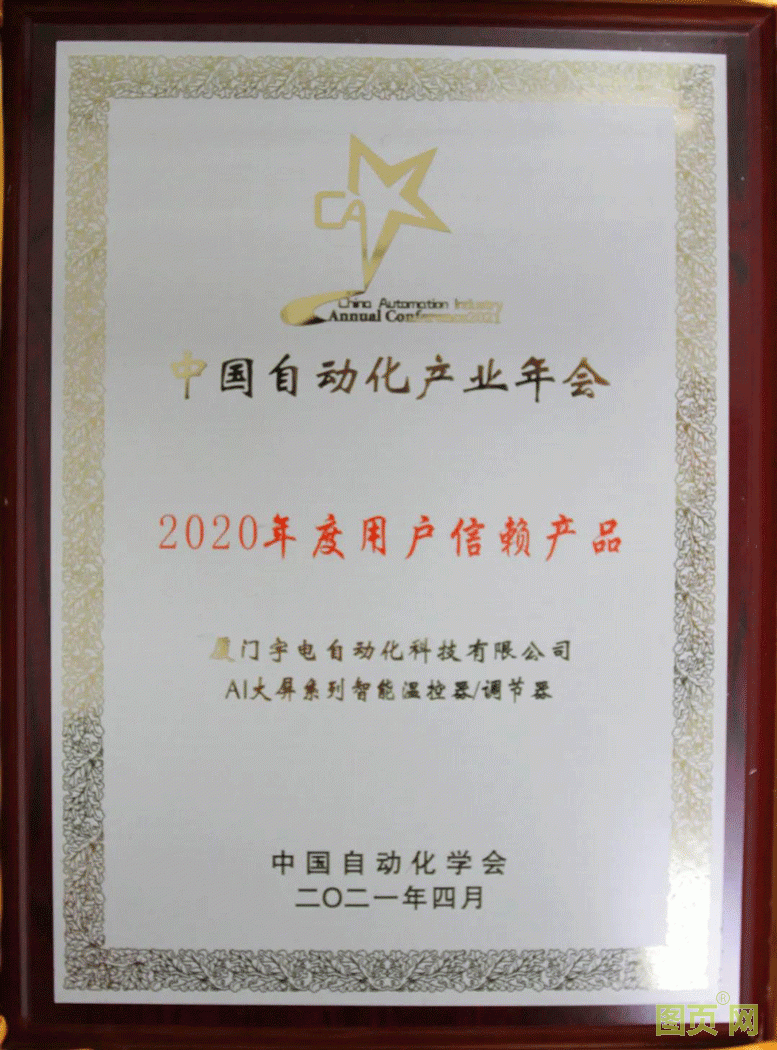 CA
China Automation Industry
Annual Conference2021
中国自动化产业年会
2020年度用户信赖产品
厦门宇电自动化科技有限公司
AI大屏系列智能温控器/调节器
中国自动化学会
二〇二一年四月
图页网®